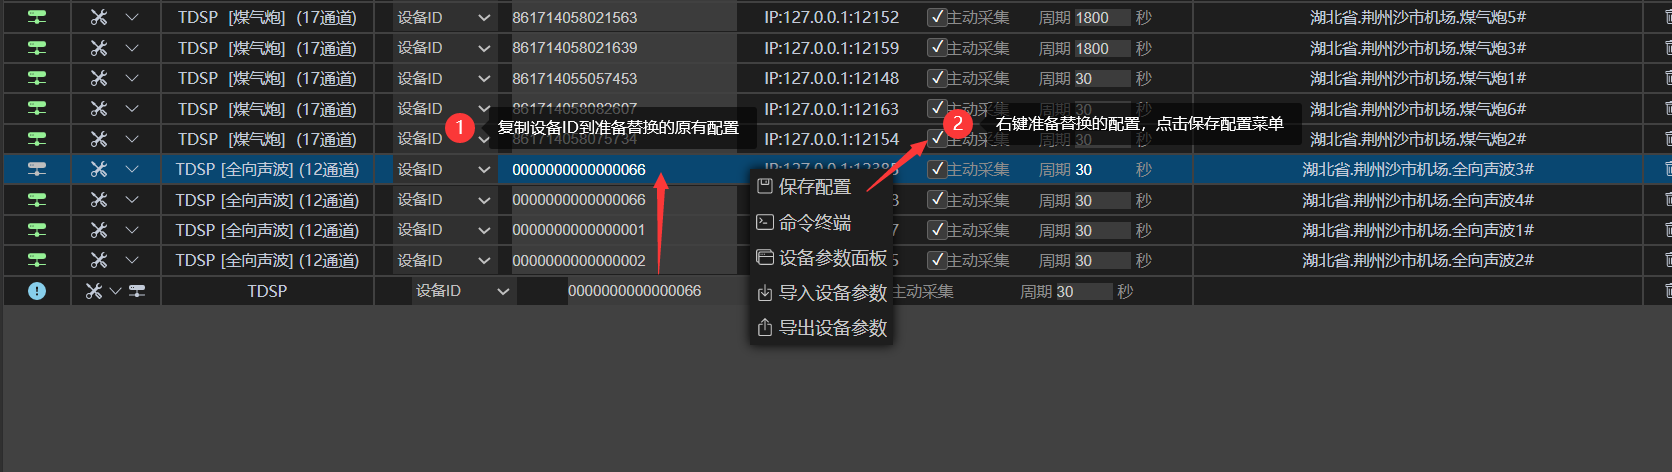 TDSP [煤气炮] (17通道) 设备ID 861714058021563 IP:127.0.0.1:12152 主动采集 周期 1800 秒 湖北省.荆州沙市机场.煤气炮5#
TDSP [煤气炮] (17通道) 设备ID 861714058021639 IP:127.0.0.1:12159 主动采集 周期 1800 秒 湖北省.荆州沙市机场.煤气炮3#
TDSP [煤气炮] (17通道) 设备ID 861714055057453 IP:127.0.0.1:12148 主动采集 周期 30 秒 湖北省.荆州沙市机场.煤气炮1#
TDSP [煤气炮] (17通道) 设备ID 861714058082607 IP:127.0.0.1:12163 主动采集 周期 30 秒 湖北省.荆州沙市机场.煤气炮6#
1 复制设备ID到准备替换的原有配置 2 右键准备替换的配置，点击保存配置菜单
TDSP [煤气炮] (17通道) 设备ID 861714058075734 IP:127.0.0.1:12154 主动采 30 秒 湖北省.荆州沙市机场.煤气炮2#
TDSP [全向声波] (12通道) 设备ID 0000000000000066 IP:127.0.0.1:12385 主动采集 周期 30 秒 湖北省.荆州沙市机场.全向声波3#
保存配置
TDSP [全向声波] (12通道) 设备ID 0000000000000066 主动采集 周期 30 秒 湖北省.荆州沙市机场.全向声波4#
命令终端
TDSP [全向声波] (12通道) 设备ID 0000000000000001 7 主动采集 周期 30 秒 湖北省.荆州沙市机场.全向声波1#
设备参数面板
TDSP [全向声波] (12通道) 设备ID 0000000000000002 5 主动采集 周期 30 秒 湖北省.荆州沙市机场.全向声波2#
TDSP 设备ID 0000000000000066 导入设备参数 主动采集 周期 30 秒
导出设备参数